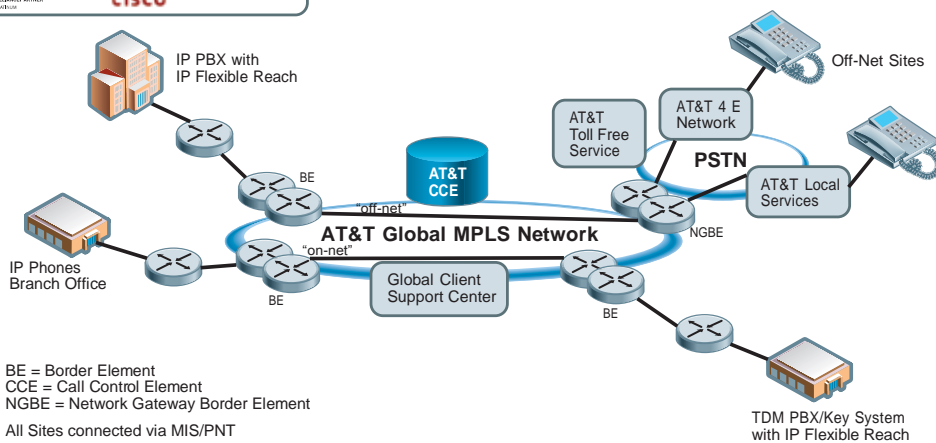 CISCO
IP PBX with
IP Flexible Reach
Off-Net Sites
AT&T 4 E
Network
AT&T
Toll Free
Service
PSTN
AT&T
CCE
BE
AT&T Local
Services
"off-net"
NGBE
AT&T Global MPLS Network
"on-net"
IP Phones
Branch Office
Global Client
Support Center
BE
BE
BE = Border Element
CCE = Call Control Element
NGBE = Network Gateway Border Element
All Sites connected via MIS/PNT
TDM PBX/Key System
with IP Flexible Reach